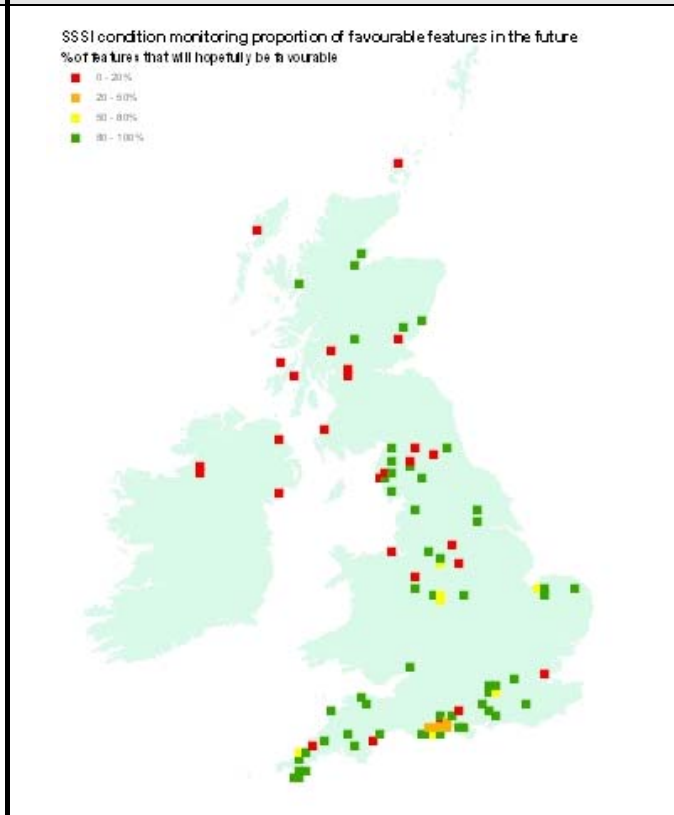 SSSI condition monitoring proportion of favourable features in the future
% of features that will hopefully be favourable
0 - 20%
20 - 50%
50 - 80%
80 - 100%